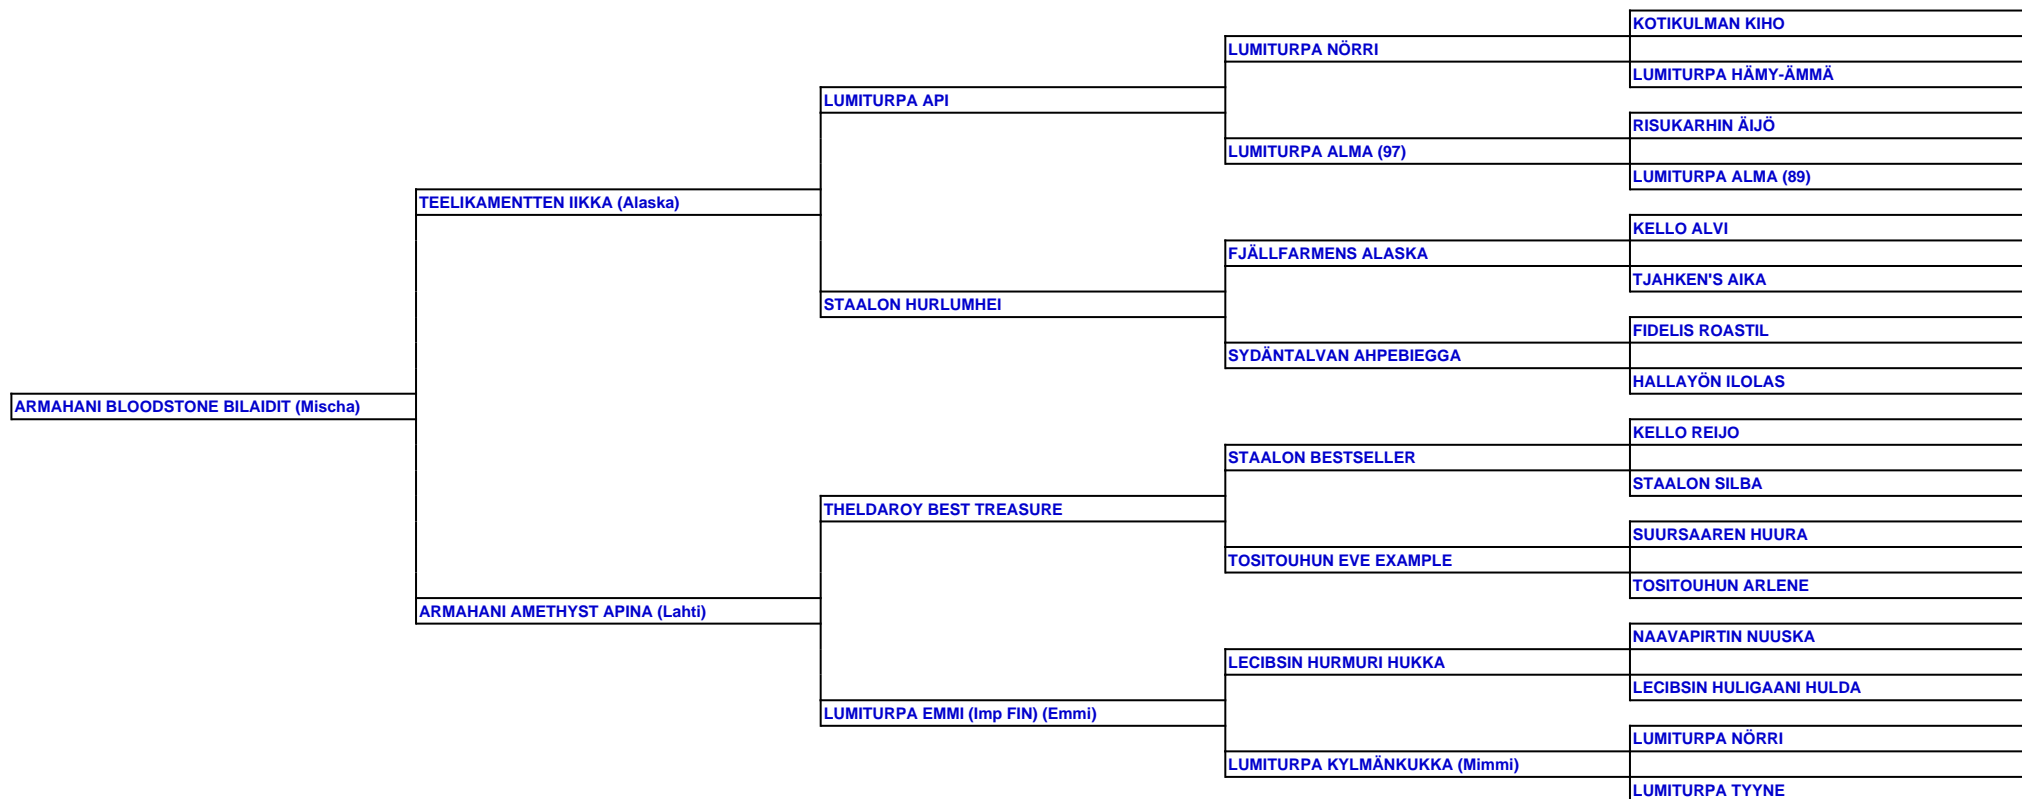 KOTIKULMAN KIHO
LUMITURPA NÖRRI
LUMITURPA HÄMY-ÄMMÄ
LUMITURPA API
RISUKARHIN ÄIJÖ
LUMITURPA ALMA (97)
LUMITURPA ALMA (89)
TEELIKAMENTTEN IIKKA (Alaska)
KELLO ALVI
FJÄLLFARMENS ALASKA
TJAHKEN'S AIKA
STAALON HURLUMHEI
FIDELIS ROASTIL
SYDÄNTALVAN AHPEBIEGGA
HALLAYÖN ILOLAS
ARMAHANI BLOODSTONE BILAIDIT (Mischa)
KELLO REIJO
STAALON BESTSELLER
STAALON SILBA
THELDAROY BEST TREASURE
SUURSAAREN HUURA
TOSITOUHUN EVE EXAMPLE
TOSITOUHUN ARLENE
ARMAHANI AMETHYST APINA (Lahti)
NAAVAPIRTIN NUUSKA
LECIBSIN HURMURI HUKKA
LECIBSIN HULIGAANI HULDA
LUMITURPA EMMI (Imp FIN) (Emmi)
LUMITURPA NÖRRI
LUMITURPA KYLMÄNKUKKA (Mimmi)
LUMITURPA TYYNE